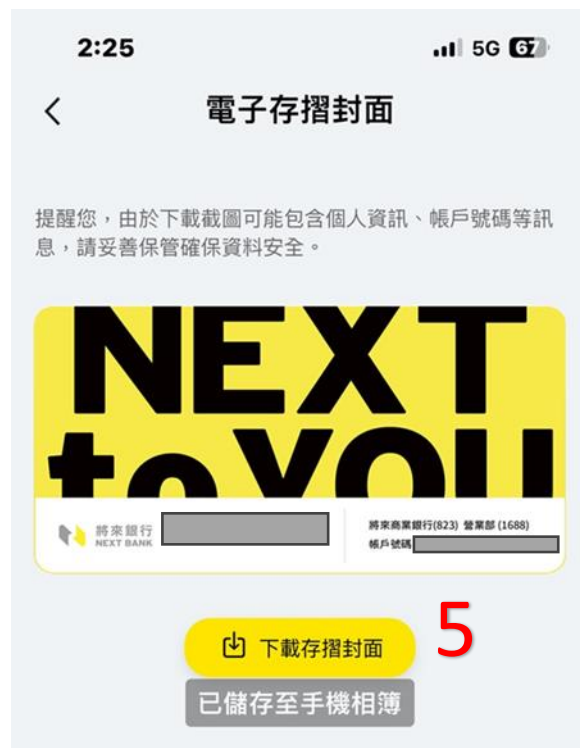 2:25
5G 67
電子存摺封面
提醒您，由於下載截圖可能包含個人資訊、帳戶號碼等訊
息，請妥善保管確保資料安全。
NEXT
to YOU
將來銀行
NEXT BANK
將來商業銀行(823) 營業部 (1688)
帳戶號碼
下載存摺封面
5
已儲存至手機相簿